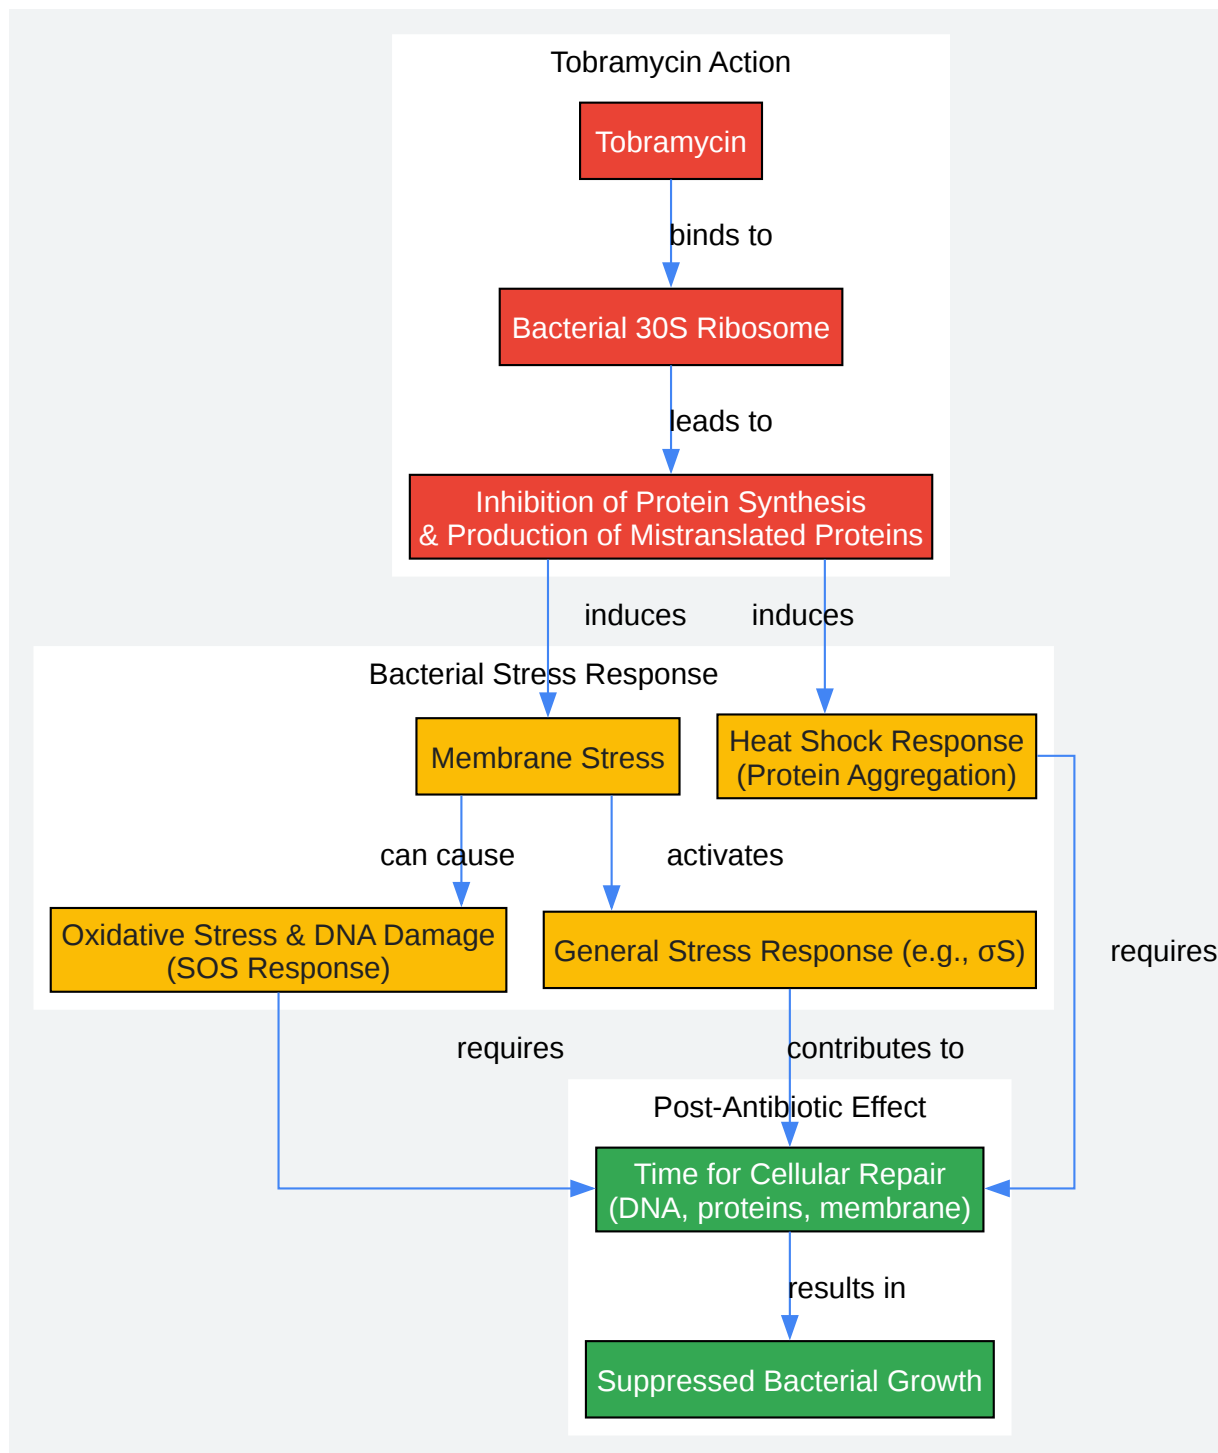 Tobramycin Action
Tobramycin
binds to
Bacterial 30S Ribosome
leads to
Inhibition of Protein Synthesis
& Production of Mistranslated Proteins
induces
induces
Bacterial Stress Response
Membrane Stress
Heat Shock Response
(Protein Aggregation)
can cause
activates
Oxidative Stress & DNA Damage
(SOS Response)
General Stress Response (e.g., σS)
requires
requires
contributes to
Post-Antibiotic Effect
Time for Cellular Repair
(DNA, proteins, membrane)
results in
Suppressed Bacterial Growth